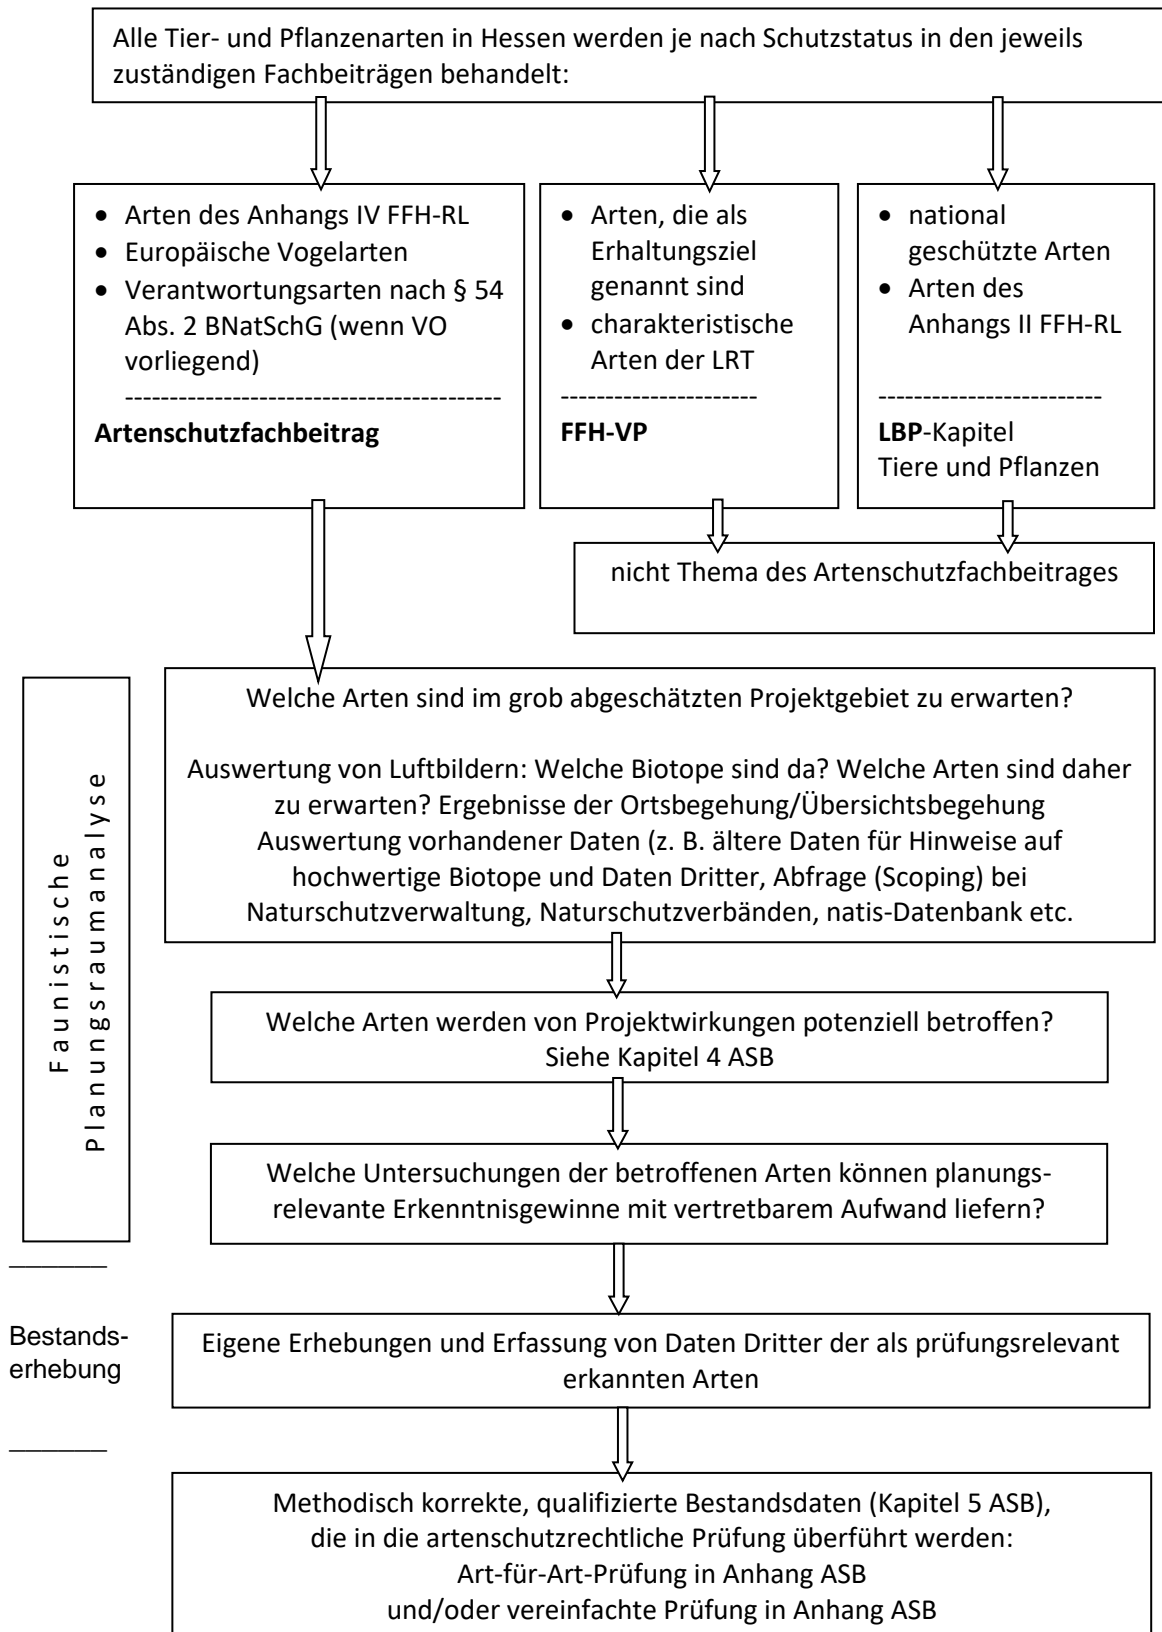 Alle Tier- und Pflanzenarten in Hessen werden je nach Schutzstatus in den jeweils
zuständigen Fachbeiträgen behandelt:
• Arten des Anhangs IV FFH-RL
• Europäische Vogelarten
• Verantwortungsarten nach § 54
Abs. 2 BNatSchG (wenn VO
vorliegend)
-----------------------------------------
Artenschutzfachbeitrag
• Arten, die als
Erhaltungsziel
genannt sind
• charakteristische
Arten der LRT
-----------------------
FFH-VP
• national
geschützte Arten
• Arten des
Anhangs II FFH-RL
-------------------------
LBP-Kapitel
Tiere und Pflanzen
nicht Thema des Artenschutzfachbeitrages
Faunistische
Planungsraumanalyse
Welche Arten sind im grob abgeschätzten Projektgebiet zu erwarten?
Auswertung von Luftbildern: Welche Biotope sind da? Welche Arten sind daher
zu erwarten? Ergebnisse der Ortsbegehung/Übersichtsbegehung
Auswertung vorhandener Daten (z. B. ältere Daten für Hinweise auf
hochwertige Biotope und Daten Dritter, Abfrage (Scoping) bei
Naturschutzverwaltung, Naturschutzverbänden, natis-Datenbank etc.
Welche Arten werden von Projektwirkungen potenziell betroffen?
Siehe Kapitel 4 ASB
Welche Untersuchungen der betroffenen Arten können planungs-
relevante Erkenntnisgewinne mit vertretbarem Aufwand liefern?
Bestands-
erhebung
Eigene Erhebungen und Erfassung von Daten Dritter der als prüfungsrelevant
erkannten Arten
Methodisch korrekte, qualifizierte Bestandsdaten (Kapitel 5 ASB),
die in die artenschutzrechtliche Prüfung überführt werden:
Art-für-Art-Prüfung in Anhang ASB
und/oder vereinfachte Prüfung in Anhang ASB